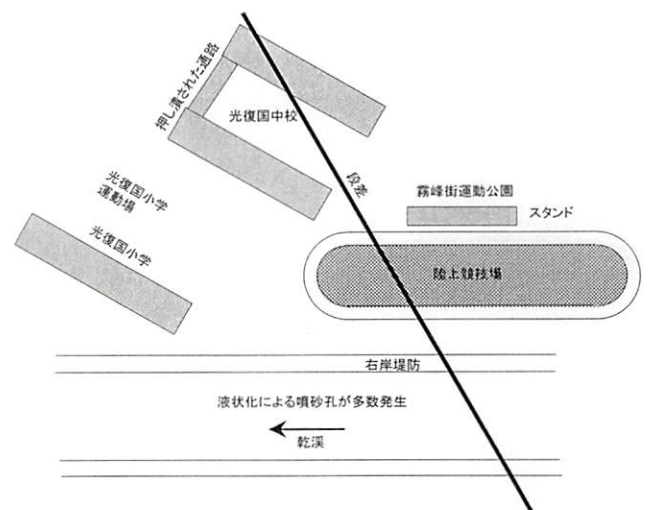 押し潰された通路
光復国中校
段差
光復国小学
運動場
光復国小学
霧峰街運動公園
スタンド
陸上競技場
右岸堤防
液状化による噴砂孔が多数発生
乾渓